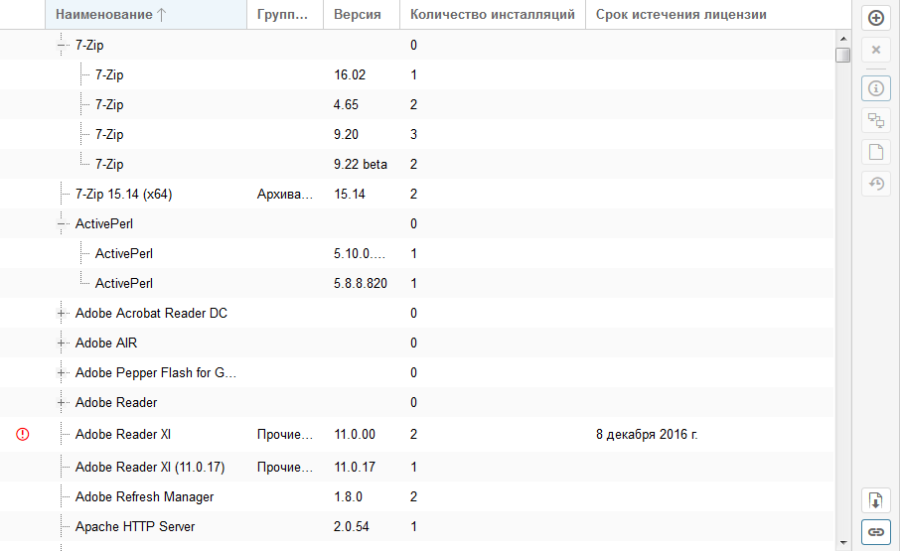 Наименование Групп... Версия Количество инсталляций Срок истечения лицензии
7-Zip 0
7-Zip 16.02 1
7-Zip 4.65 2
7-Zip 9.20 3
7-Zip 9.22 beta 2
7-Zip 15.14 (x64) Архива... 15.14 2
ActivePerl 0
ActivePerl 5.10.0.... 1
ActivePerl 5.8.8.820 1
Adobe Acrobat Reader DC 0
Adobe AIR 0
Adobe Pepper Flash for G... 0
Adobe Reader 0
Adobe Reader XI Прочие... 11.0.00 2 8 декабря 2016 г.
Adobe Reader XI (11.0.17) Прочие... 11.0.17 1
Adobe Refresh Manager 1.8.0 2
Apache HTTP Server 2.0.54 1